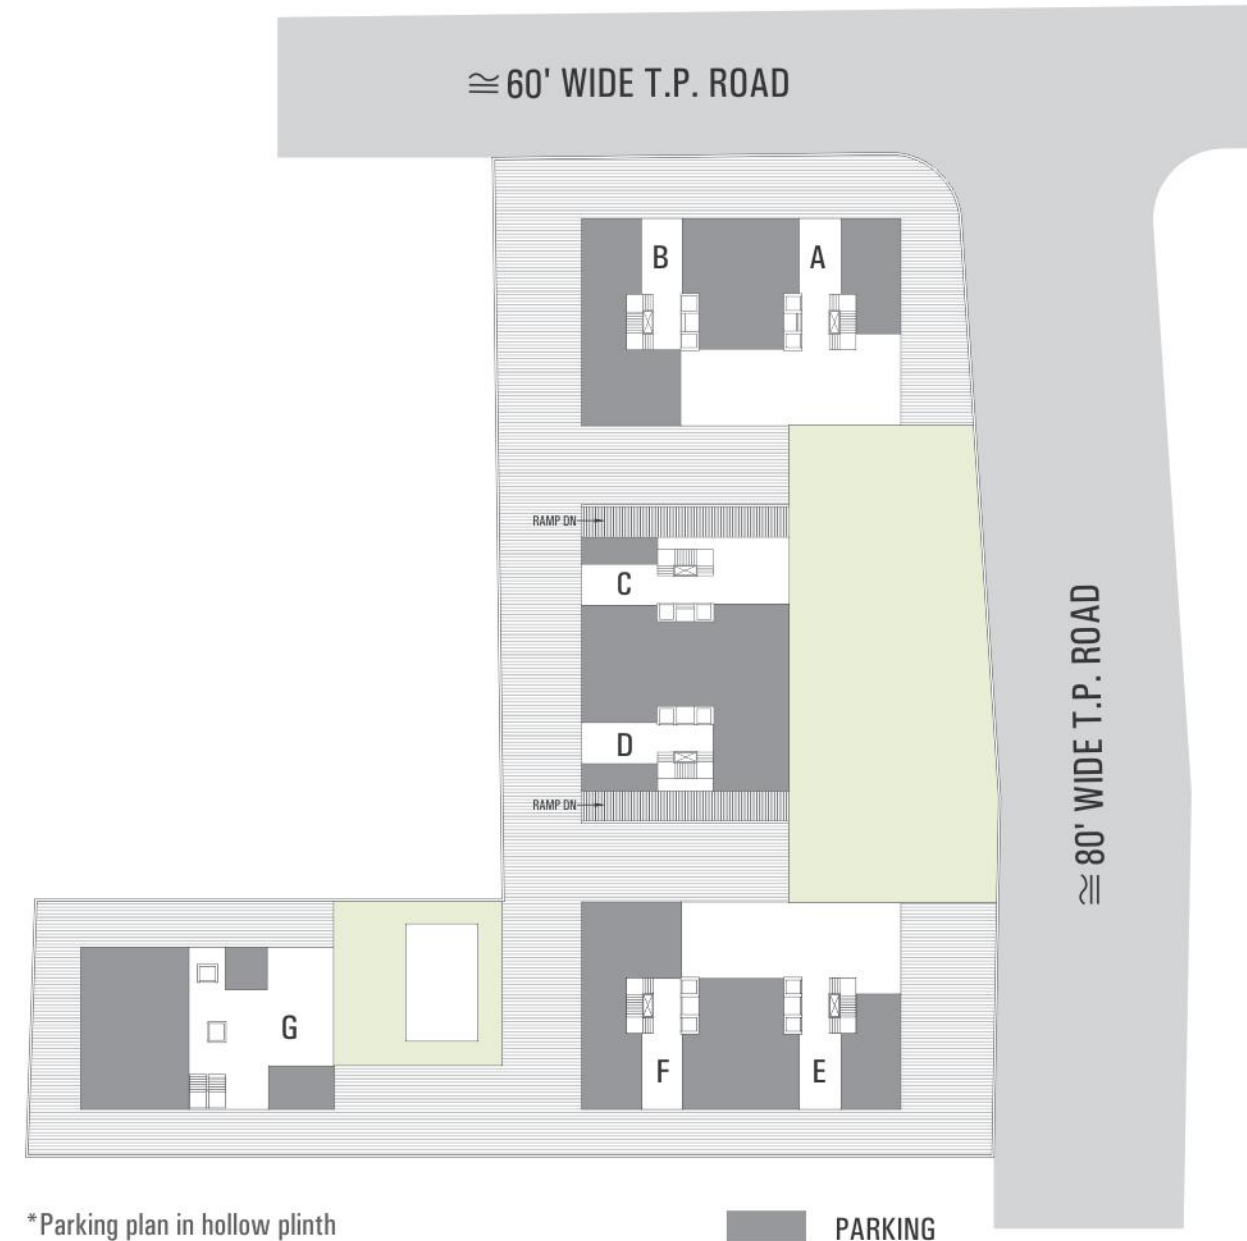 ≅ 60' WIDE T.P. ROAD
B
A
RAMP DN
C
D
RAMP DN
≅ 80' WIDE T.P. ROAD
G
F
E
*Parking plan in hollow plinth
PARKING